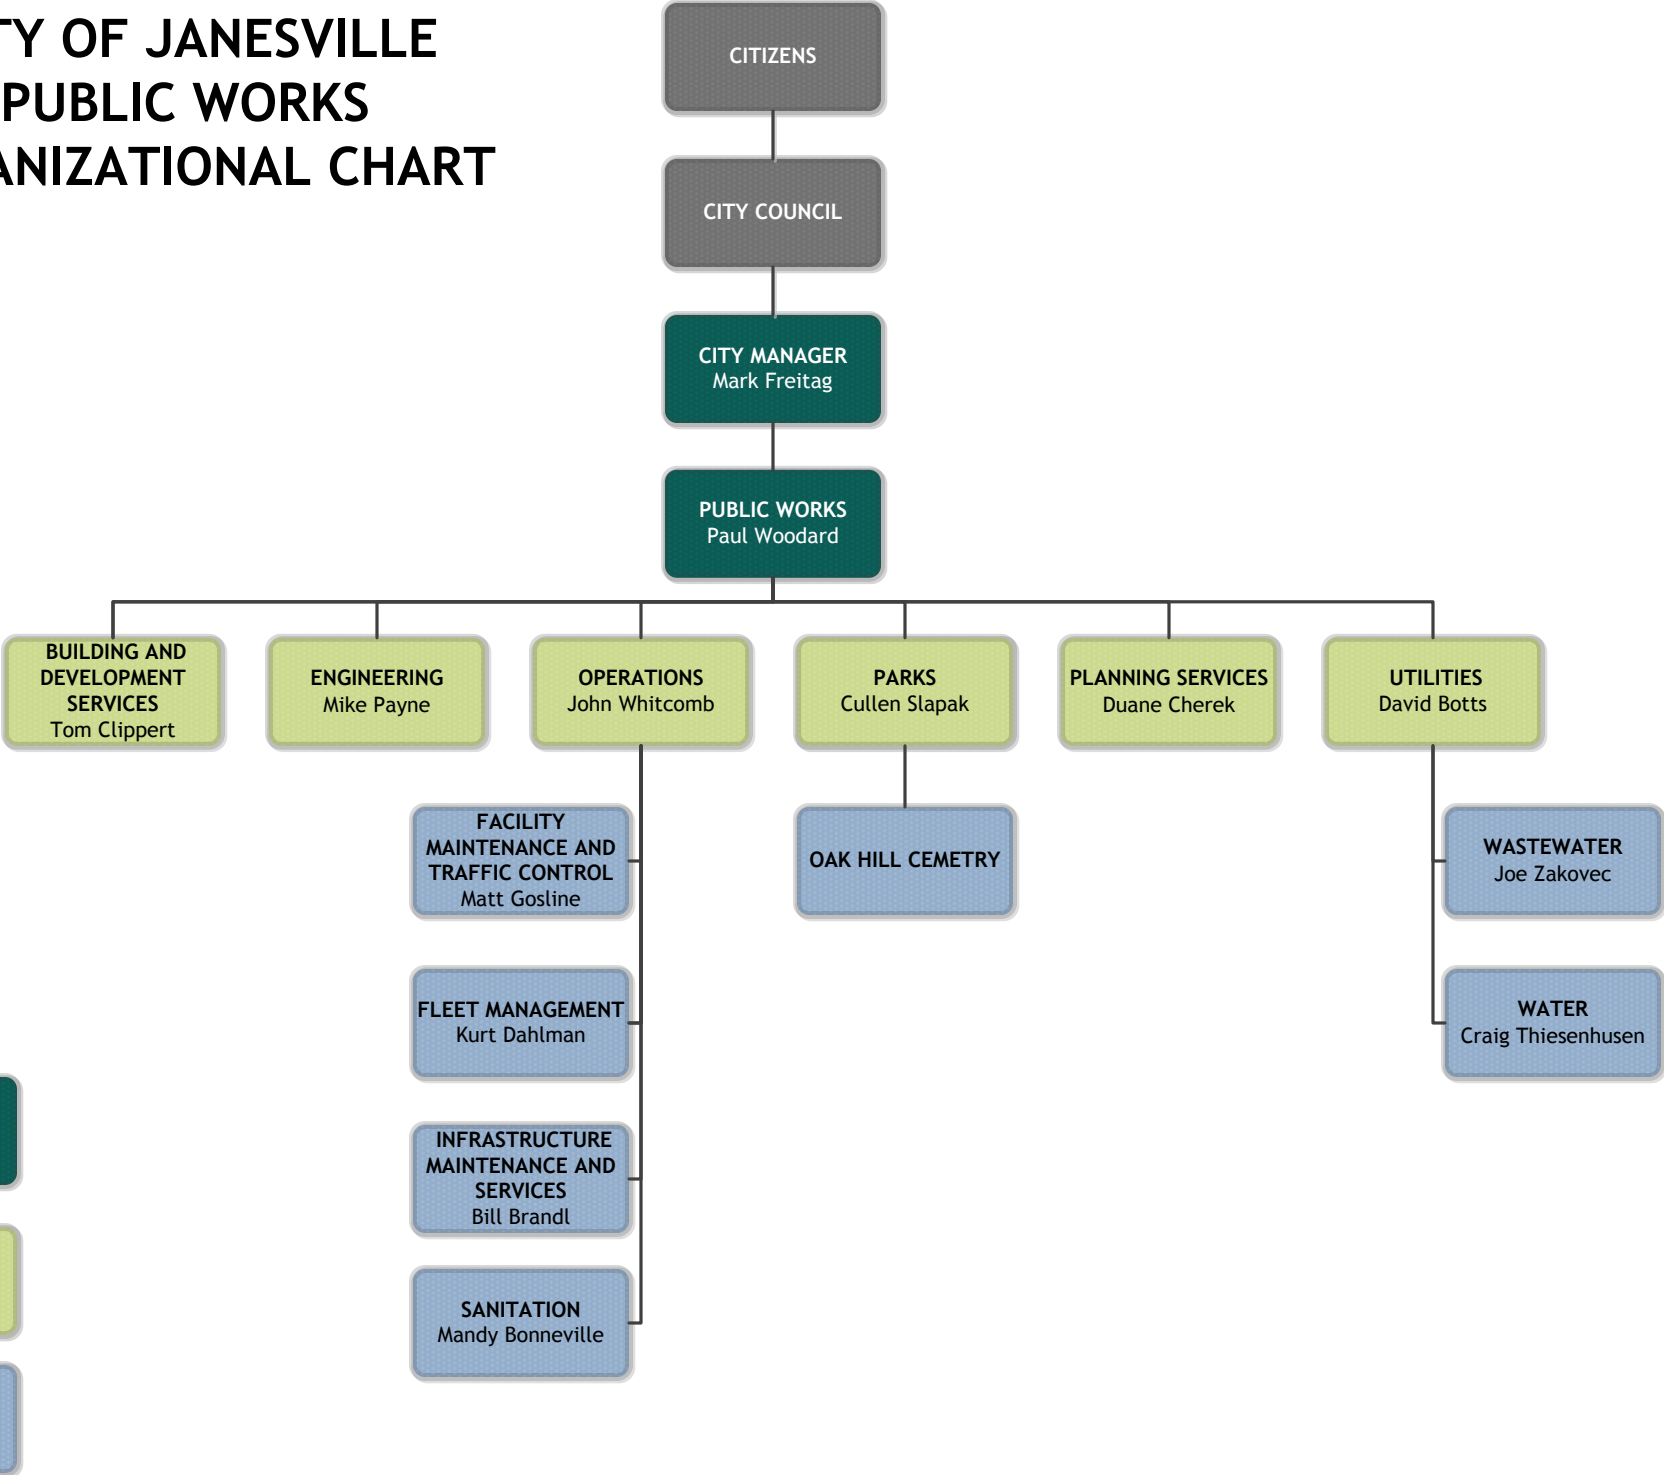 TY OF JANESVILLE
PUBLIC WORKS
ANIZATIONAL CHART
CITIZENS
CITY COUNCIL
CITY MANAGER
Mark Freitag
PUBLIC WORKS
Paul Woodard
BUILDING AND
DEVELOPMENT
SERVICES
Tom Clippert
ENGINEERING
Mike Payne
OPERATIONS
John Whitcomb
PARKS
Cullen Slapak
PLANNING SERVICES
Duane Cherek
UTILITIES
David Botts
FACILITY
MAINTENANCE AND
TRAFFIC CONTROL
Matt Gosline
OAK HILL CEMETRY
WASTEWATER
Joe Zakovec
FLEET MANAGEMENT
Kurt Dahlman
WATER
Craig Thiesenhusen
INFRASTRUCTURE
MAINTENANCE AND
SERVICES
Bill Brandl
SANITATION
Mandy Bonneville